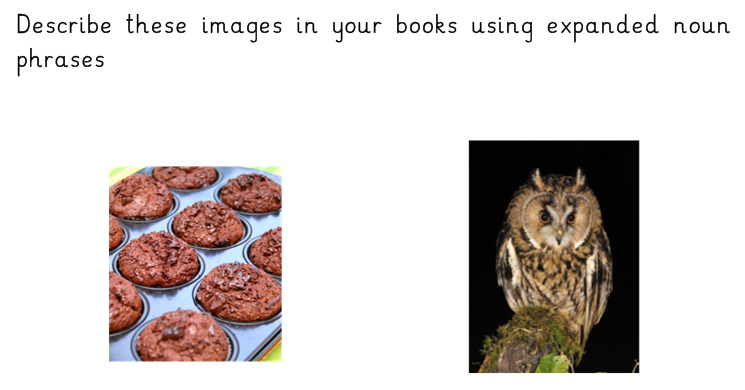 Describe these images in your books using expanded noun
phrases